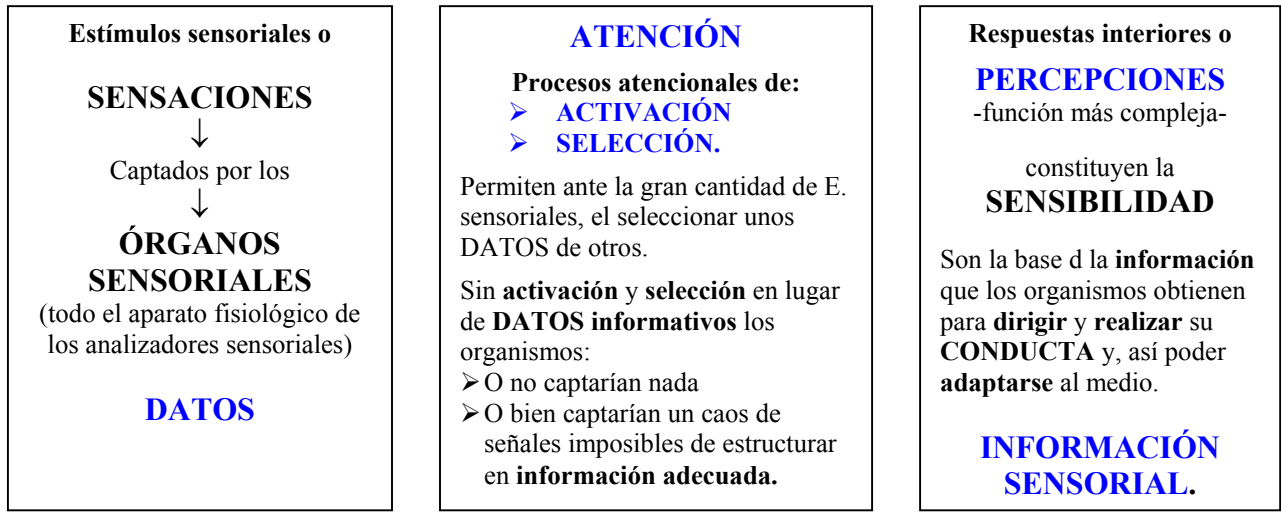 Estímulos sensoriales o
SENSACIONES
↓
Captados por los
↓
ÓRGANOS
SENSORIALES
(todo el aparato fisiológico de
los analizadores sensoriales)
DATOS
ATENCIÓN
Procesos atencionales de:
➢ ACTIVACIÓN
➢ SELECCIÓN.
Permiten ante la gran cantidad de E.
sensoriales, el seleccionar unos
DATOS de otros.
Sin activación y selección en lugar
de DATOS informativos los
organismos:
➢ O no captarían nada
➢ O bien captarían un caos de
señales imposibles de estructurar
en información adecuada.
Respuestas interiores o
PERCEPCIONES
-función más compleja-
constituyen la
SENSIBILIDAD
Son la base d la información
que los organismos obtienen
para dirigir y realizar su
CONDUCTA y, así poder
adaptarse al medio.
INFORMACIÓN
SENSORIAL.